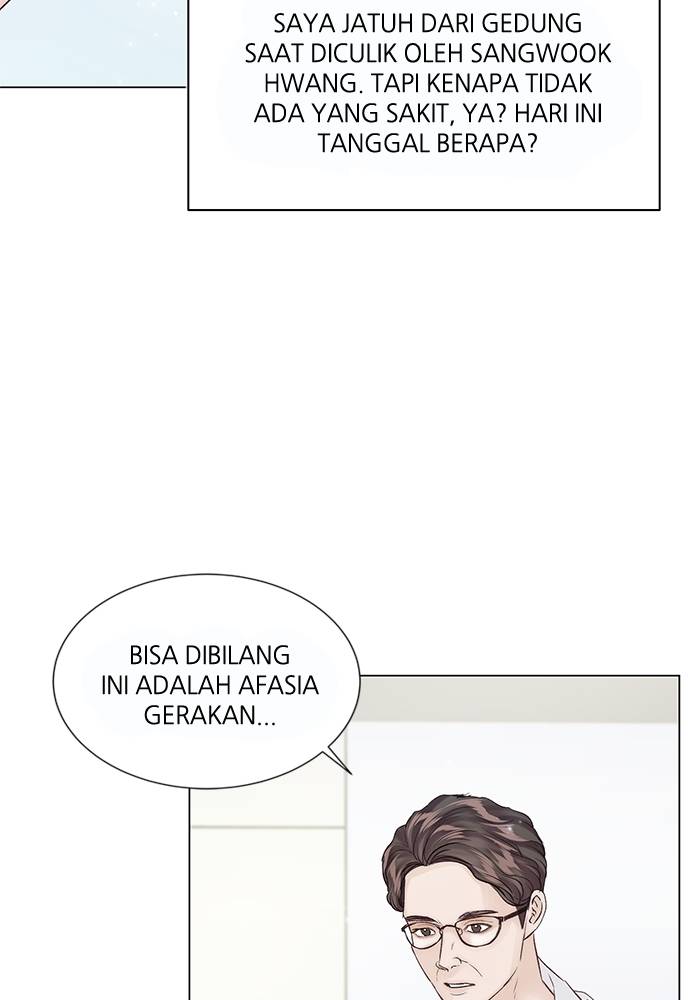 SAYA JATUH DARI GEDUNG
SAAT DICULIK OLEH SANGWOOK
HWANG. TAPI KENAPA TIDAK
ADA YANG SAKIT, YA? HARI INI
TANGGAL BERAPA?
BISA DIBILANG
INI ADALAH AFASIA
GERAKAN...